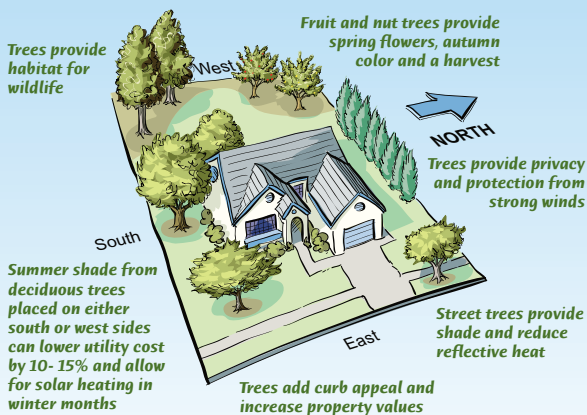 Trees provide
habitat for
wildlife
West
Fruit and nut trees provide
spring flowers, autumn
color and a harvest
NORTH
Trees provide privacy
and protection from
strong winds
South
Summer shade from
deciduous trees
placed on either
south or west sides
can lower utility cost
by 10- 15% and allow
for solar heating in
winter months
East
Street trees provide
shade and reduce
reflective heat
Trees add curb appeal and
increase property values